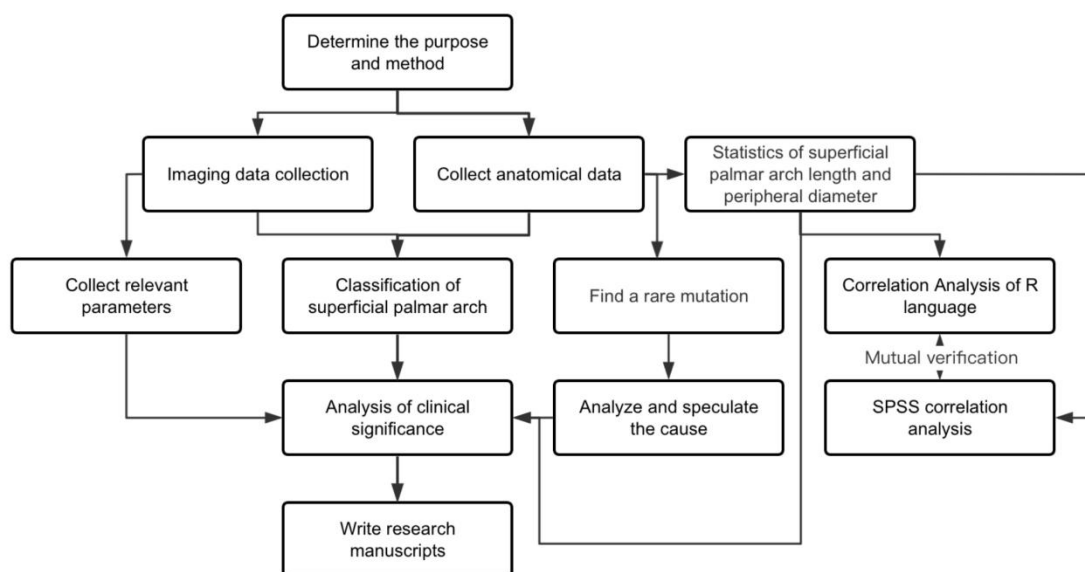 Determine the purpose
and method
Imaging data collection
Collect anatomical data
Statistics of superficial
palmar arch length and
peripheral diameter
Collect relevant
parameters
Classification of
superficial palmar arch
Find a rare mutation
Correlation Analysis of R
language
Mutual verification
Analysis of clinical
significance
Analyze and speculate
the cause
SPSS correlation
analysis
Write research
manuscripts